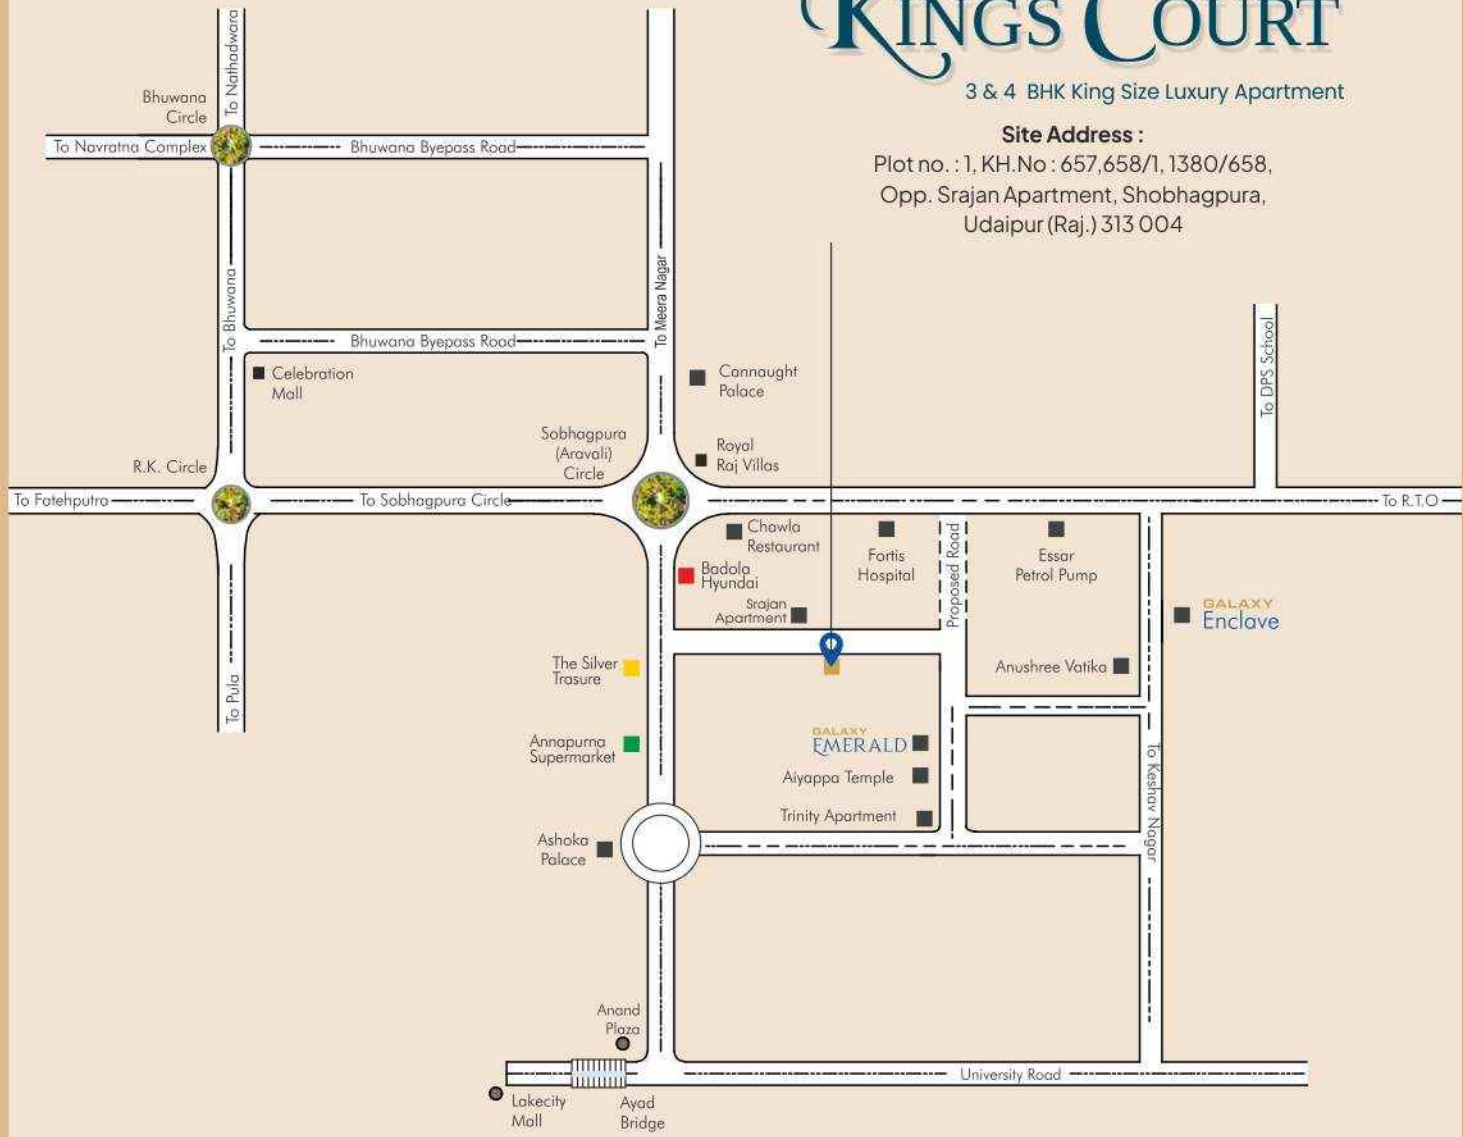 KINGS COURT
3 & 4 BHK King Size Luxury Apartment
Site Address :
Plot no. : 1, KH.No : 657,658/1, 1380/658,
Opp. Srajan Apartment, Shobhagpura,
Udaipur (Raj.) 313 004
To Nathadwara
Bhuwana
Circle
To Navratna Complex
Bhuwana Byepass Road
To Bhuwana
To Meera Nagar
Bhuwana Byepass Road
Celebration
Mall
Cannaught
Palace
To DPS School
Sobhagpura
(Aravali)
Circle
Royal
Raj Villas
R.K. Circle
To Fatehputra
To Sobhagpura Circle
To R.T.O
Chawla
Restaurant
Fortis
Hospital
Proposed Road
Essar
Petrol Pump
Badola
Hyundai
Srajan
Apartment
GALAXY
Enclave
The Silver
Trasure
Anushree Vatika
To Pula
Annapurna
Supermarket
GALAXY
EMERALD
Aiyappa Temple
Trinity Apartment
To Keshav Nagar
Ashoka
Palace
Anand
Plaza
University Road
Lakecity
Mall
Ayad
Bridge